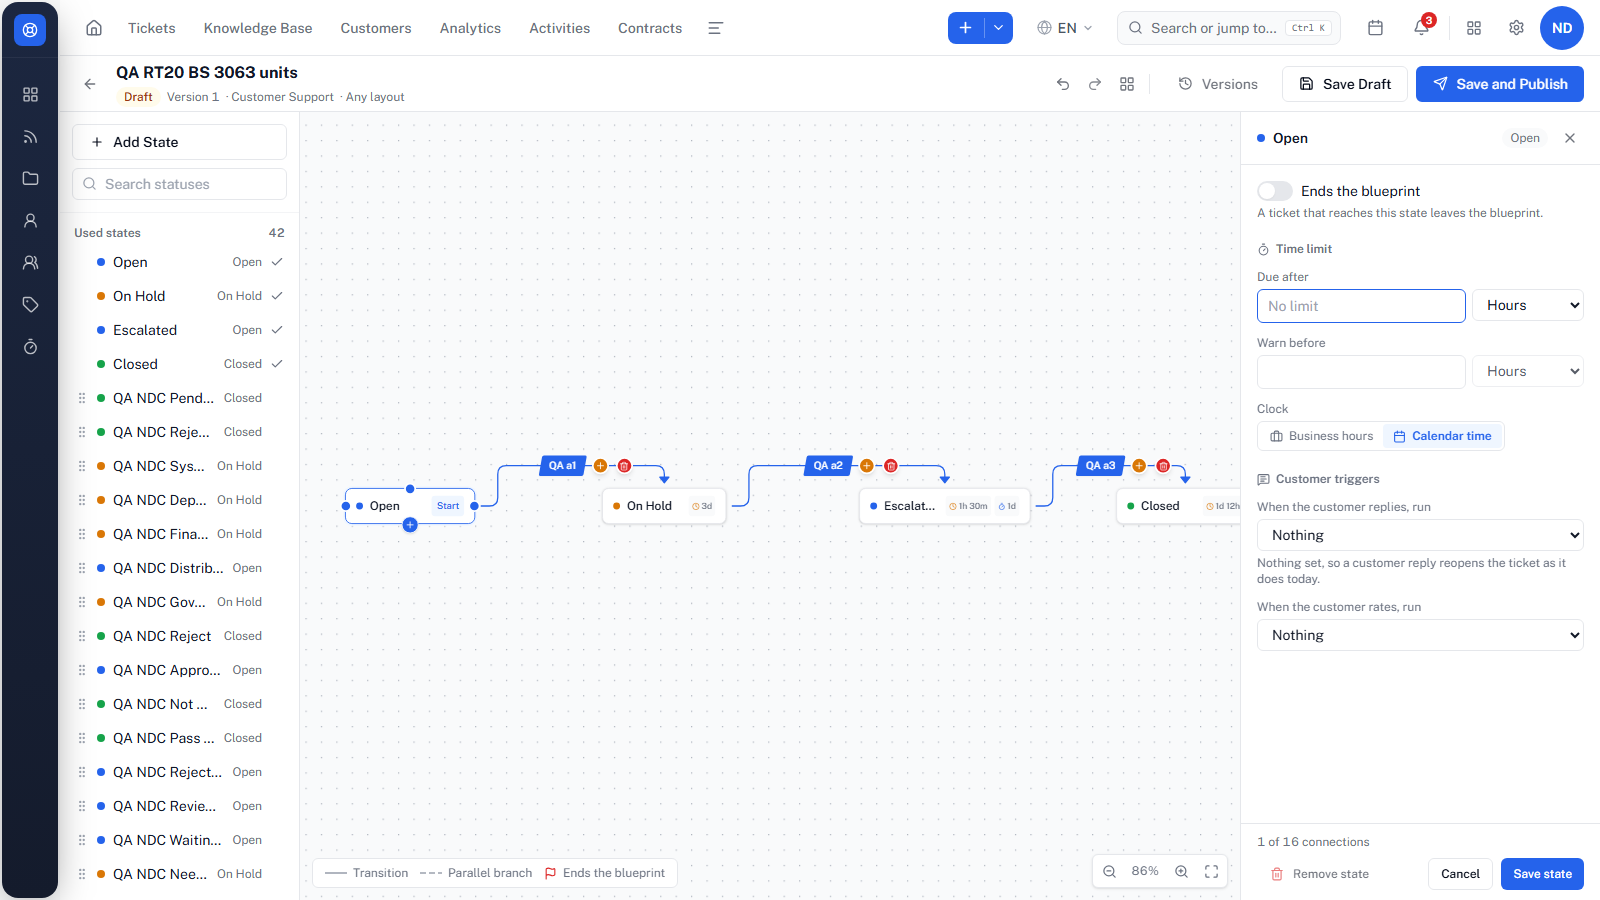 Tickets
Knowledge Base
Customers
Analytics
Activities
Contracts
EN
Search or jump to...
Ctrl K
3
ND
QA RT20 BS 3063 units
Draft Version 1 · Customer Support · Any layout
Versions
Save Draft
Save and Publish
Add State
Search statuses
Used states 42
Open Open
On Hold On Hold
Escalated Open
Closed Closed
QA NDC Pend... Closed
QA NDC Reje... Closed
QA NDC Sys... On Hold
QA NDC Dep... On Hold
QA NDC Fina... On Hold
QA NDC Distrib... Open
QA NDC Gov... On Hold
QA NDC Reject Closed
QA NDC Appro... Open
QA NDC Not ... Closed
QA NDC Pass ... Closed
QA NDC Reject... Open
QA NDC Revie... Open
QA NDC Waitin... Open
QA NDC Nee... On Hold
QA a1
QA a2
QA a3
Open Start
On Hold 3d
Escalat... 1h 30m 1d
Closed 1d 12h
Transition
Parallel branch
Ends the blueprint
86%
Open Open
Ends the blueprint
A ticket that reaches this state leaves the blueprint.
Time limit
Due after
No limit Hours
Warn before
Hours
Clock
Business hours Calendar time
Customer triggers
When the customer replies, run
Nothing
Nothing set, so a customer reply reopens the ticket as it
does today.
When the customer rates, run
Nothing
1 of 16 connections
Remove state
Cancel
Save state